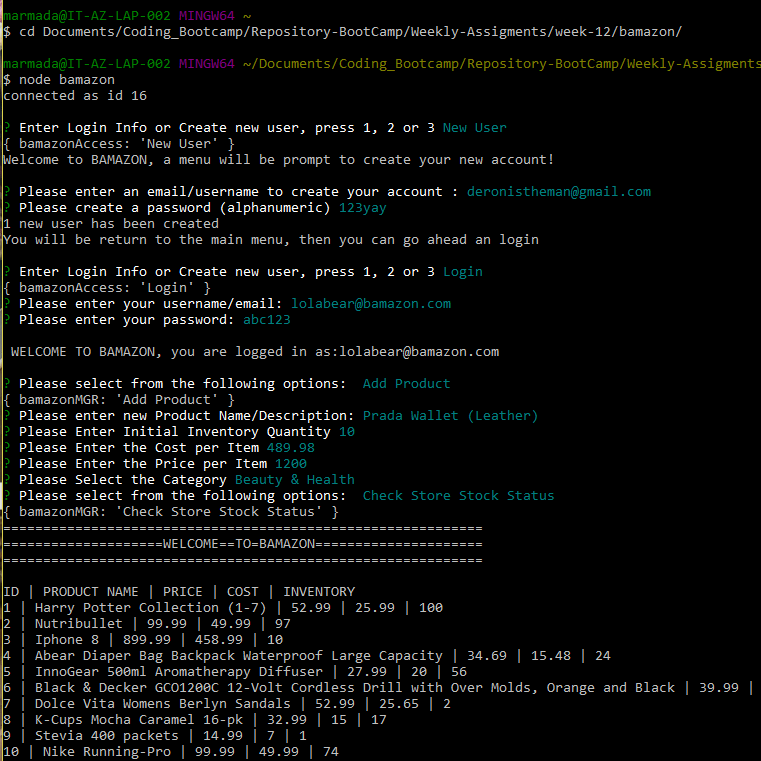 marmada@IT-AZ-LAP-002 MINGW64 ~
$ cd Documents/Coding_Bootcamp/Repository-BootCamp/Weekly-Assigments/week-12/bamazon/
marmada@IT-AZ-LAP-002 MINGW64 ~/Documents/Coding_Bootcamp/Repository-BootCamp/Weekly-Assigments
$ node bamazon
connected as id 16
? Enter Login Info or Create new user, press 1, 2 or 3 New User
{ bamazonAccess: 'New User' }
Welcome to BAMAZON, a menu will be prompt to create your new account!
? Please enter an email/username to create your account : deronistheman@gmail.com
? Please create a password (alphanumeric) 123yay
1 new user has been created
You will be return to the main menu, then you can go ahead an login
? Enter Login Info or Create new user, press 1, 2 or 3 Login
{ bamazonAccess: 'Login' }
? Please enter your username/email: lolabear@bamazon.com
? Please enter your password: abc123
WELCOME TO BAMAZON, you are logged in as:lolabear@bamazon.com
? Please select from the following options:  Add Product
{ bamazonMGR: 'Add Product' }
? Please enter new Product Name/Description: Prada Wallet (Leather)
? Please Enter Initial Inventory Quantity 10
? Please Enter the Cost per Item 489.98
? Please Enter the Price per Item 1200
? Please Select the Category Beauty & Health
? Please select from the following options:  Check Store Stock Status
{ bamazonMGR: 'Check Store Stock Status' }
============================================================
====================WELCOME==TO=BAMAZON=====================
============================================================
ID | PRODUCT NAME | PRICE | COST | INVENTORY
1 | Harry Potter Collection (1-7) | 52.99 | 25.99 | 100
2 | Nutribullet | 99.99 | 49.99 | 97
3 | Iphone 8 | 899.99 | 458.99 | 10
4 | Abear Diaper Bag Backpack Waterproof Large Capacity | 34.69 | 15.48 | 24
5 | InnoGear 500ml Aromatherapy Diffuser | 27.99 | 20 | 56
6 | Black & Decker GCO1200C 12-Volt Cordless Drill with Over Molds, Orange and Black | 39.99 |
7 | Dolce Vita Womens Berlyn Sandals | 52.99 | 25.65 | 2
8 | K-Cups Mocha Caramel 16-pk | 32.99 | 15 | 17
9 | Stevia 400 packets | 14.99 | 7 | 1
10 | Nike Running-Pro | 99.99 | 49.99 | 74